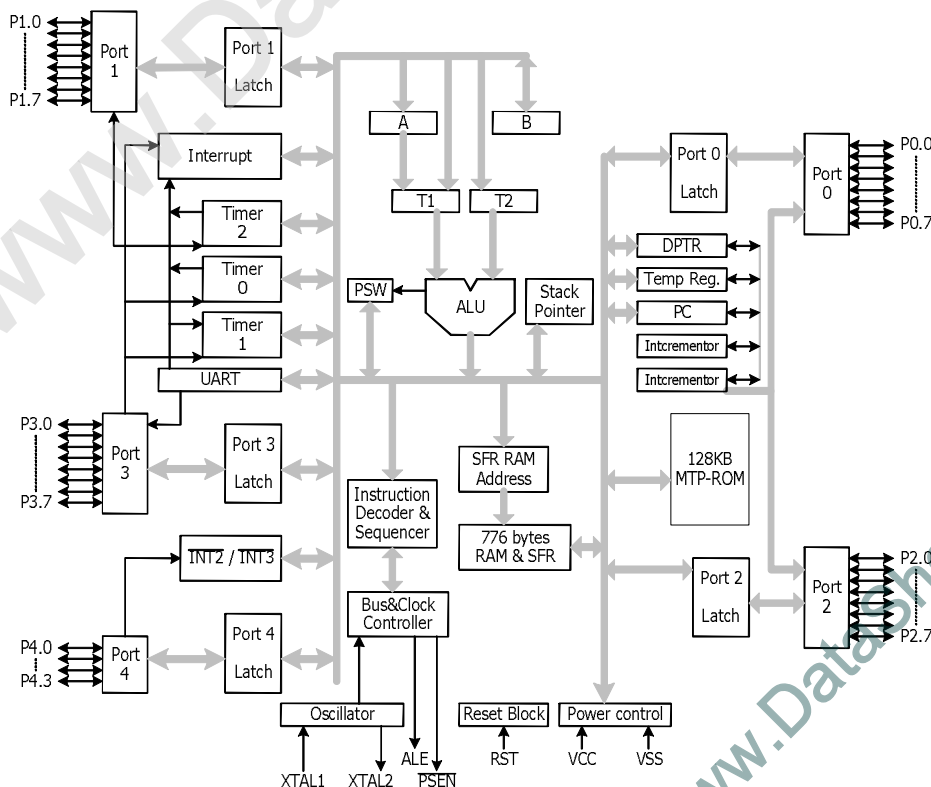 www.Da
P1.0
P1.7
Port
1
Port 1
Latch
Interrupt
Timer
2
Timer
0
Timer
1
UART
P3.0
P3.7
Port
3
Port 3
Latch
INT2 / INT3
P4.0
P4.3
Port
4
Port 4
Latch
A
B
T1
T2
PSW
ALU
Stack
Pointer
Instruction
Decoder &
Sequencer
SFR RAM
Address
776 bytes
RAM & SFR
Bus&Clock
Controller
Oscillator
Reset Block
Power control
XTAL1
XTAL2
ALE
PSEN
RST
VCC
VSS
Port 0
Latch
Port
0
P0.0
P0.7
DPTR
Temp Reg.
PC
Intcrementor
Intcrementor
128KB
MTP-ROM
Port 2
Latch
Port
2
P2.0
P2.7
ww.DataSh